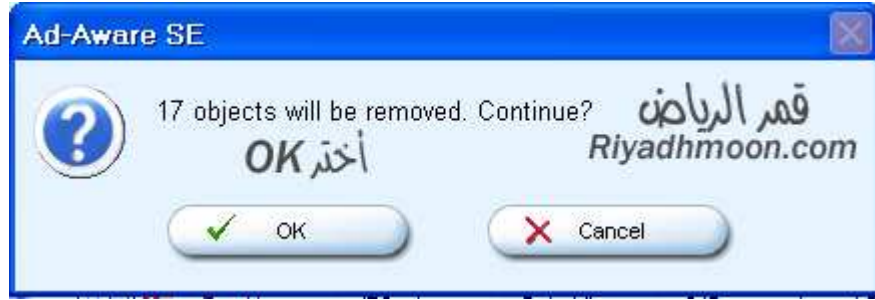 Ad-Aware SE
17 objects will be removed. Continue?
قمر الرياض
Riyadhmoon.com
أختر OK
OK
Cancel